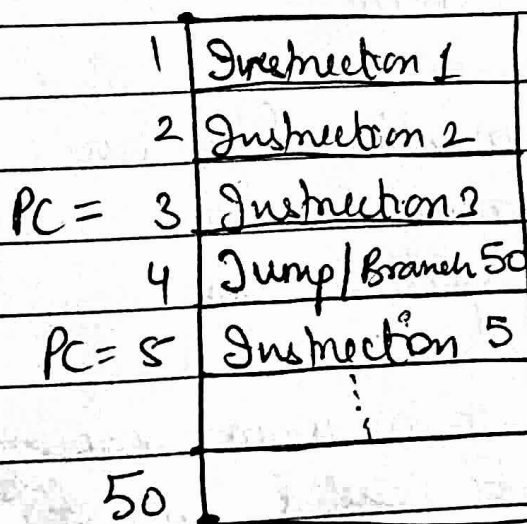 1 Instruction 1
2 Instruction 2
PC = 3 Instruction 3
4 Jump/Branch 50
PC = 5 Instruction 5
50